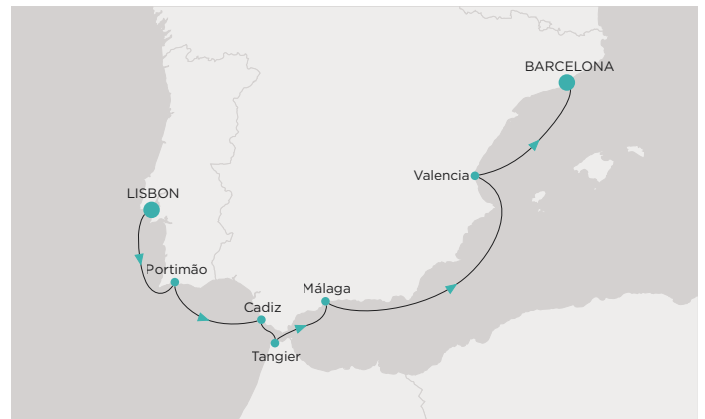 BARCELONA
Valencia
LISBON
Portimão
Málaga
Cadiz
Tangier